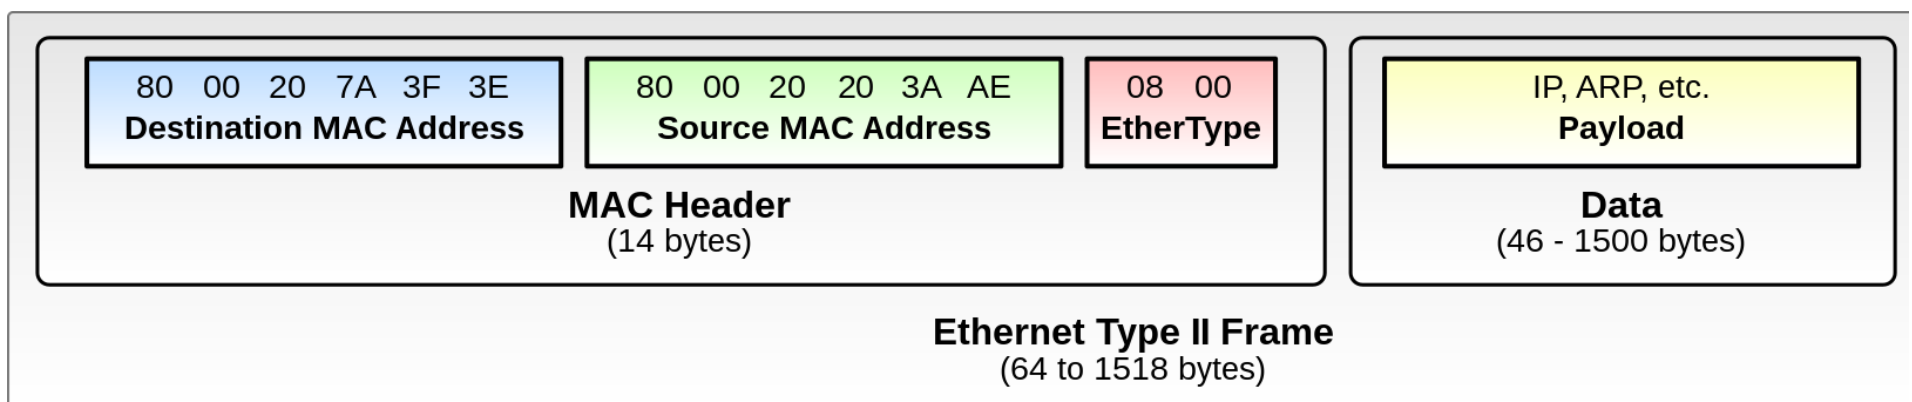 80 00 20 7A 3F 3E
Destination MAC Address
80 00 20 20 3A AE
Source MAC Address
08 00
EtherType
MAC Header
(14 bytes)
IP, ARP, etc.
Payload
Data
(46 - 1500 bytes)
Ethernet Type II Frame
(64 to 1518 bytes)